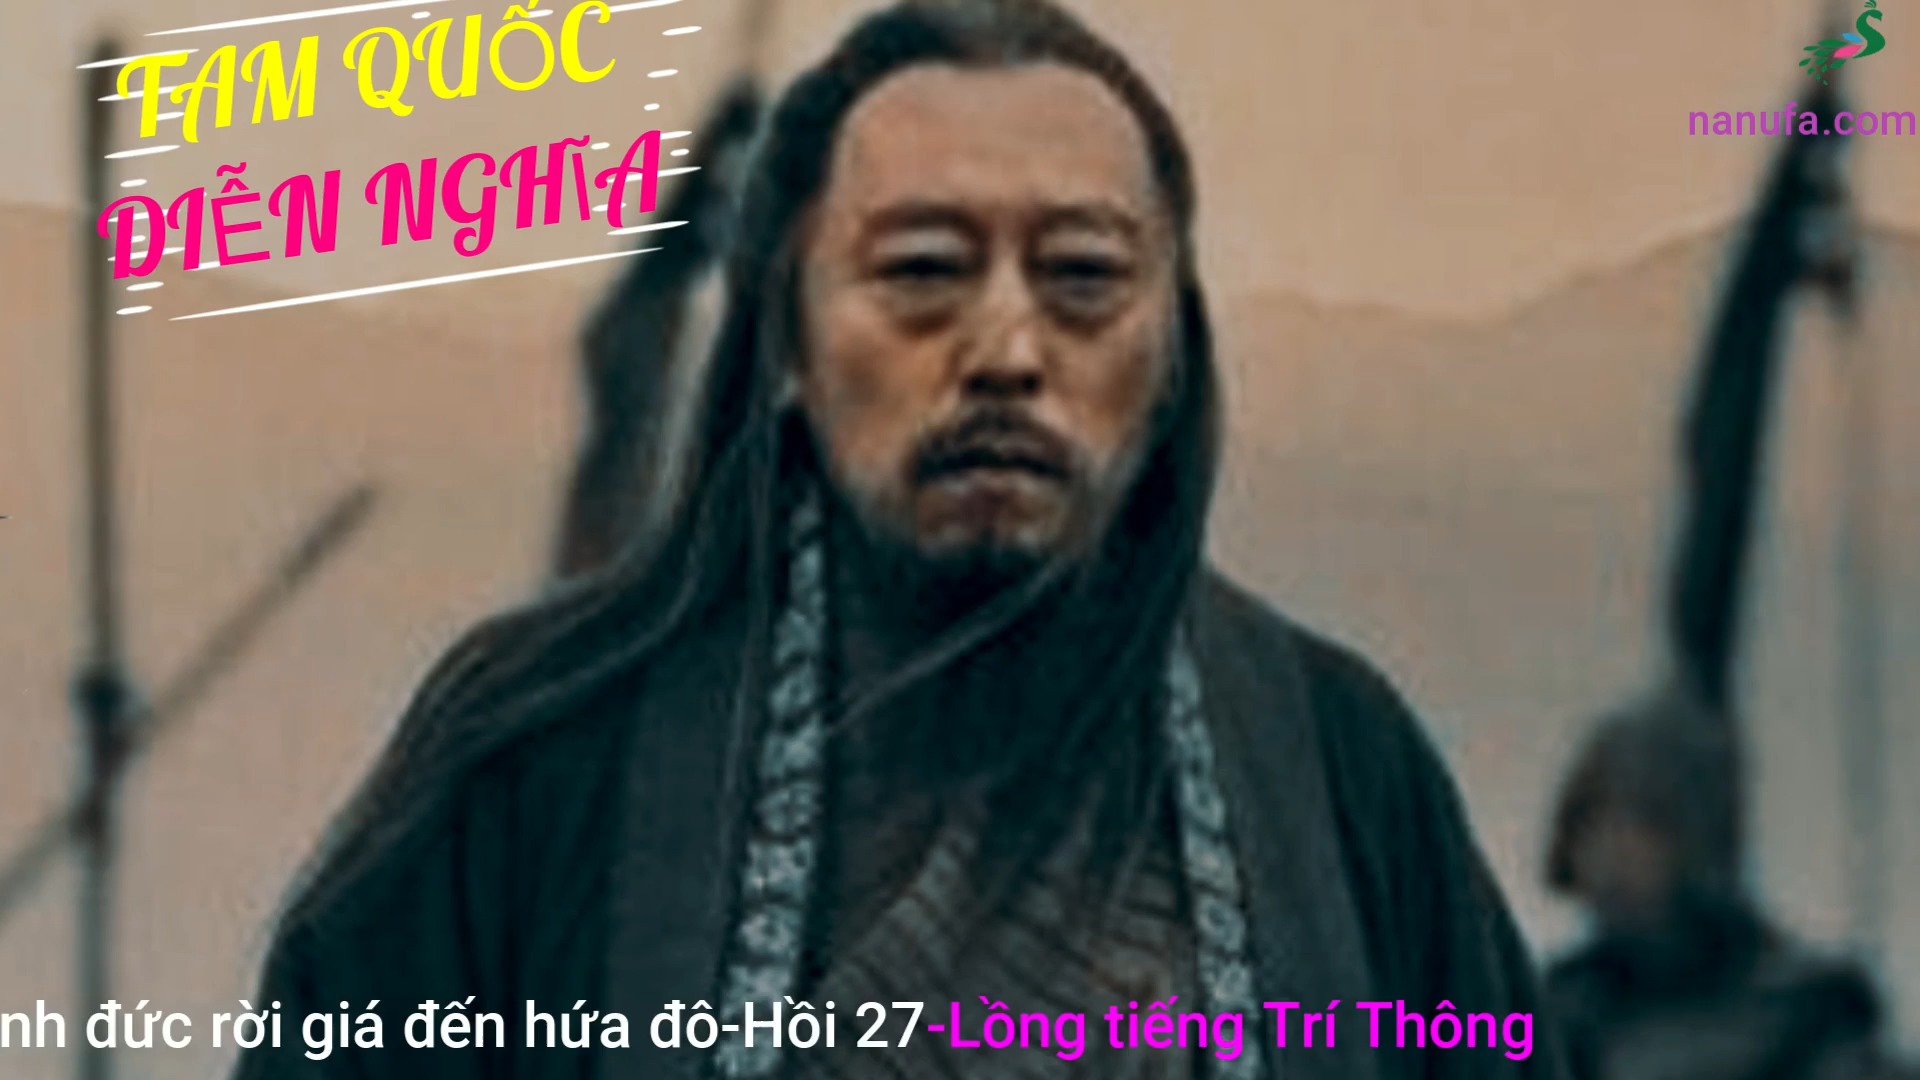 TAM QUỐC
DIỄN NGHĨA
nanufa.com
nh đức rời giá đến hứa đô-Hồi 27-Lồng tiếng Trí Thông